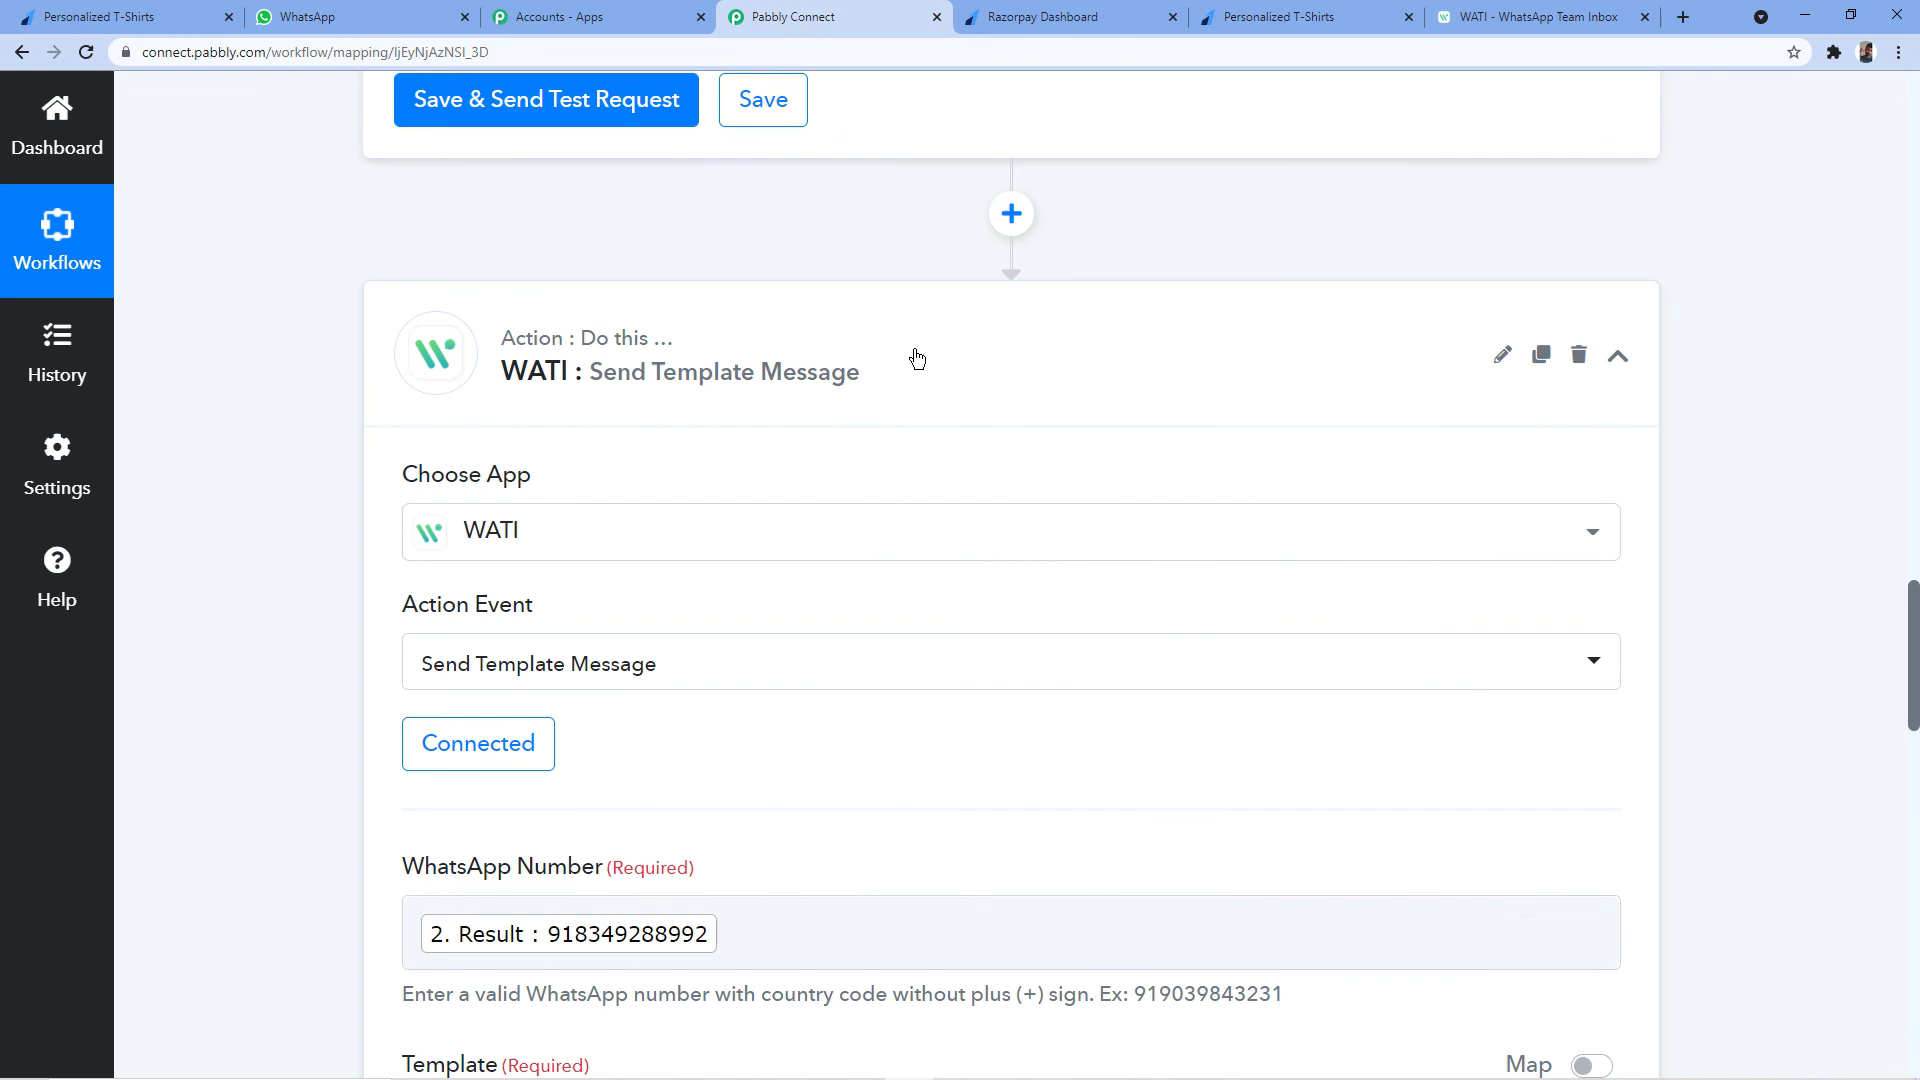 Personalized T-Shirts
WhatsApp
Accounts - Apps
Pabbly Connect
Razorpay Dashboard
Personalized T-Shirts
WATI - WhatsApp Team Inbox
connect.pabbly.com/workflow/mapping/IjEyNjAzNSI_3D
Dashboard
Workflows
History
Settings
Help
Save & Send Test Request
Save
Action : Do this ...
WATI : Send Template Message
Choose App
WATI
Action Event
Send Template Message
Connected
WhatsApp Number (Required)
2. Result : 918349288992
Enter a valid WhatsApp number with country code without plus (+) sign. Ex: 919039843231
Template (Required)
Map